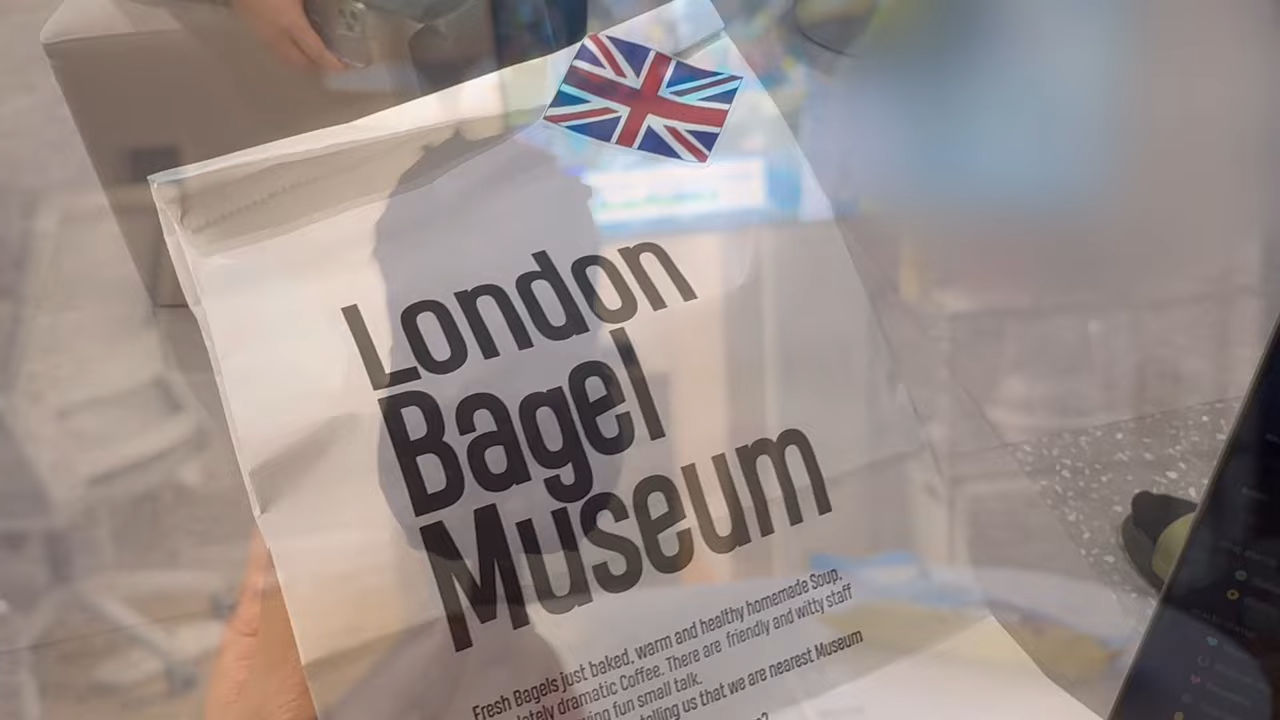 London
Bagel
Museum
Fresh Bagels just baked, warm and healthy homemade Soup,
dramatic Coffee. There are friendly and witty staff
fun small talk.
telling us that we are nearest Museum